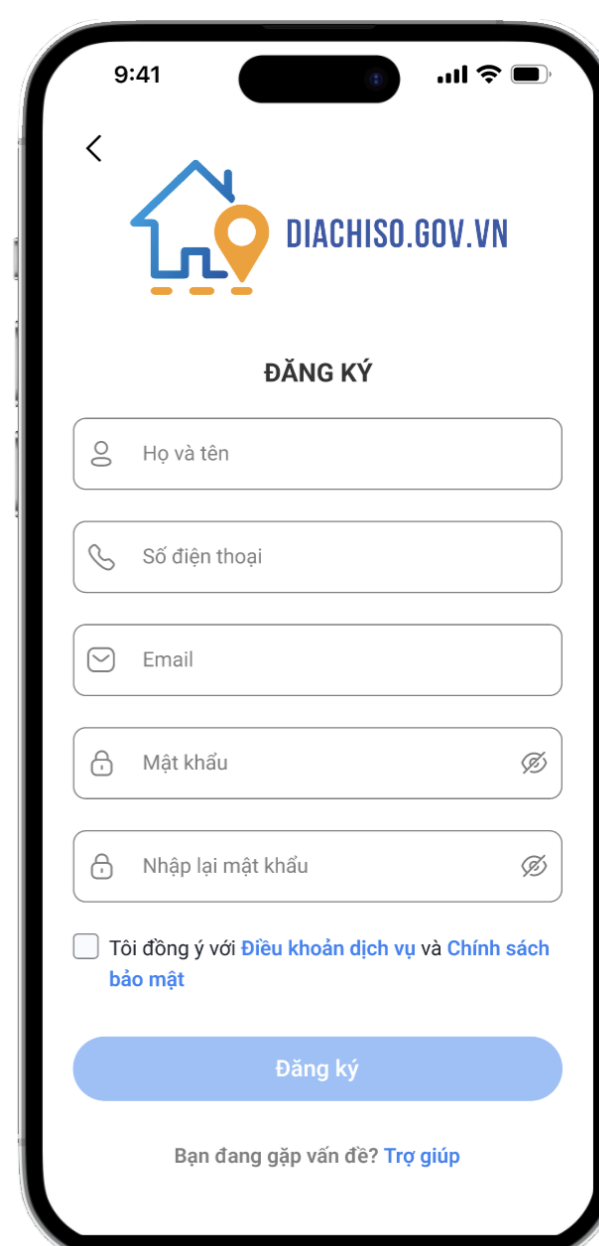 9:41
DIACHISO.GOV.VN
ĐĂNG KÝ
Họ và tên
Số điện thoại
Email
Mật khẩu
Nhập lại mật khẩu
Tôi đồng ý với Điều khoản dịch vụ và Chính sách
bảo mật
Đăng ký
Bạn đang gặp vấn đề? Trợ giúp